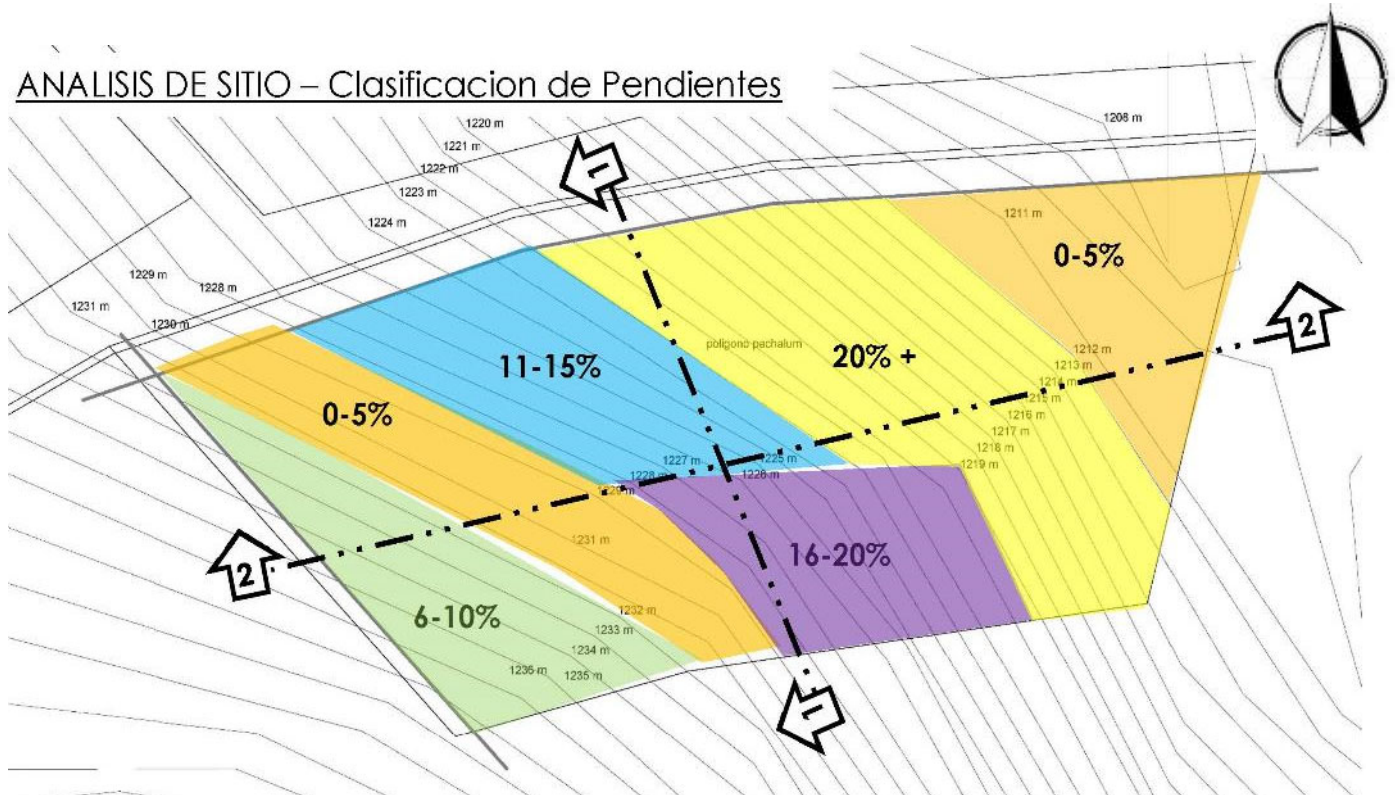 ANALISIS DE SITIO – Clasificacion de Pendientes
1220 m
1221 m
1222 m
1223 m
1224 m
1208 m
1211 m
1229 m
1228 m
1231 m
1230 m
1
0-5%
2
11-15%
poligono pachalum
20% +
1212 m
1213 m
1214 m
1215 m
1216 m
1217 m
1218 m
1219 m
0-5%
1225 m
1227 m
1226 m
1228 m
1229 m
1231 m
16-20%
2
6-10%
1232 m
1233 m
1234 m
1236 m
1235 m
1